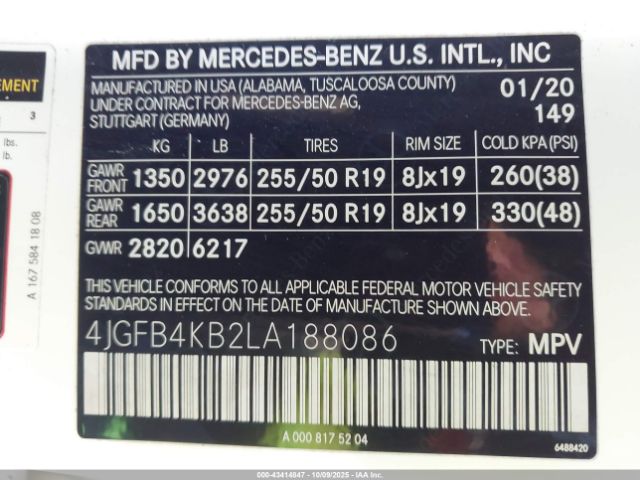 MFD BY MERCEDES-BENZ U.S. INTL., INC
MANUFACTURED IN USA (ALABAMA, TUSCALOOSA COUNTY) 01/20
UNDER CONTRACT FOR MERCEDES-BENZ AG,
STUTTGART (GERMANY) 149
KG LB TIRES RIM SIZE COLD KPA (PSI)
GAWR FRONT 1350 2976 255/50 R19 8Jx19 260(38)
GAWR REAR 1650 3638 255/50 R19 8Jx19 330(48)
GVWR 2820 6217
THIS VEHICLE CONFORMS TO ALL APPLICABLE FEDERAL MOTOR VEHICLE SAFETY
STANDARDS IN EFFECT ON THE DATE OF MANUFACTURE SHOWN ABOVE.
4JGFB4KB2LA188086 TYPE: MPV
A 000 817 52 04
6488420
EMENT
3
lbs.
lb.
A 167 584 18 08
000-43414847 | 10/09/2025 | IAA Inc.